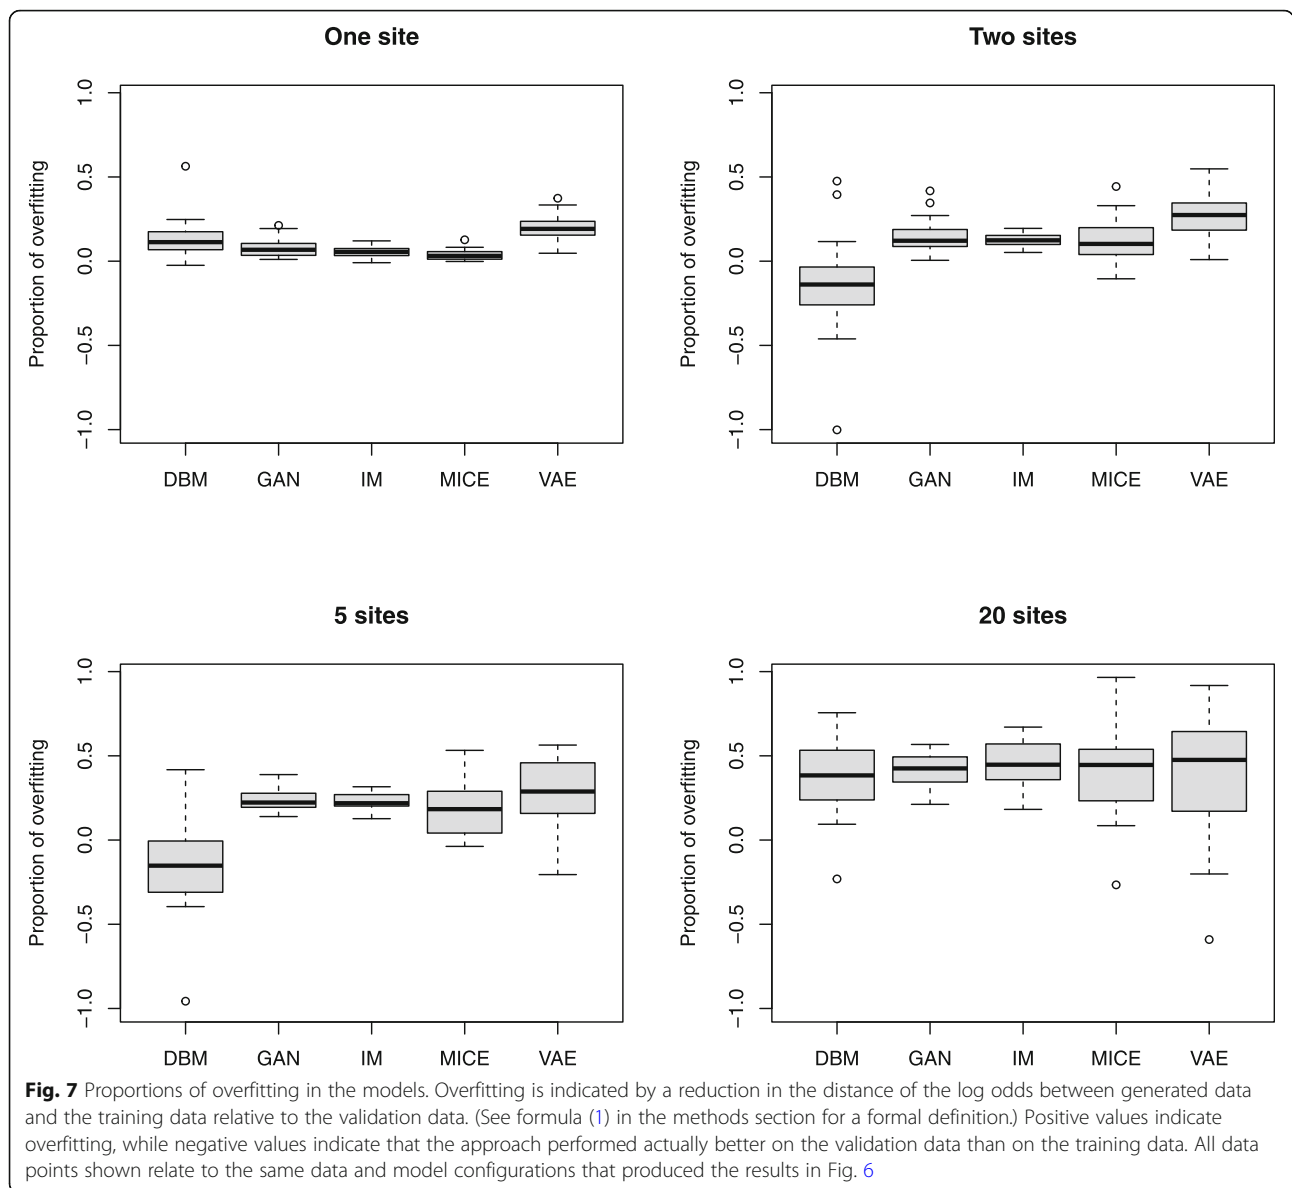 One site
Two sites
Proportion of overfitting
1.0
0.5
0.0
−0.5
−1.0
DBM GAN IM MICE VAE
Proportion of overfitting
1.0
0.5
0.0
−0.5
−1.0
DBM GAN IM MICE VAE
5 sites
20 sites
Proportion of overfitting
1.0
0.5
0.0
−0.5
−1.0
DBM GAN IM MICE VAE
Proportion of overfitting
1.0
0.5
0.0
−0.5
−1.0
DBM GAN IM MICE VAE
Fig. 7 Proportions of overfitting in the models. Overfitting is indicated by a reduction in the distance of the log odds between generated data
and the training data relative to the validation data. (See formula (1) in the methods section for a formal definition.) Positive values indicate
overfitting, while negative values indicate that the approach performed actually better on the validation data than on the training data. All data
points shown relate to the same data and model configurations that produced the results in Fig. 6